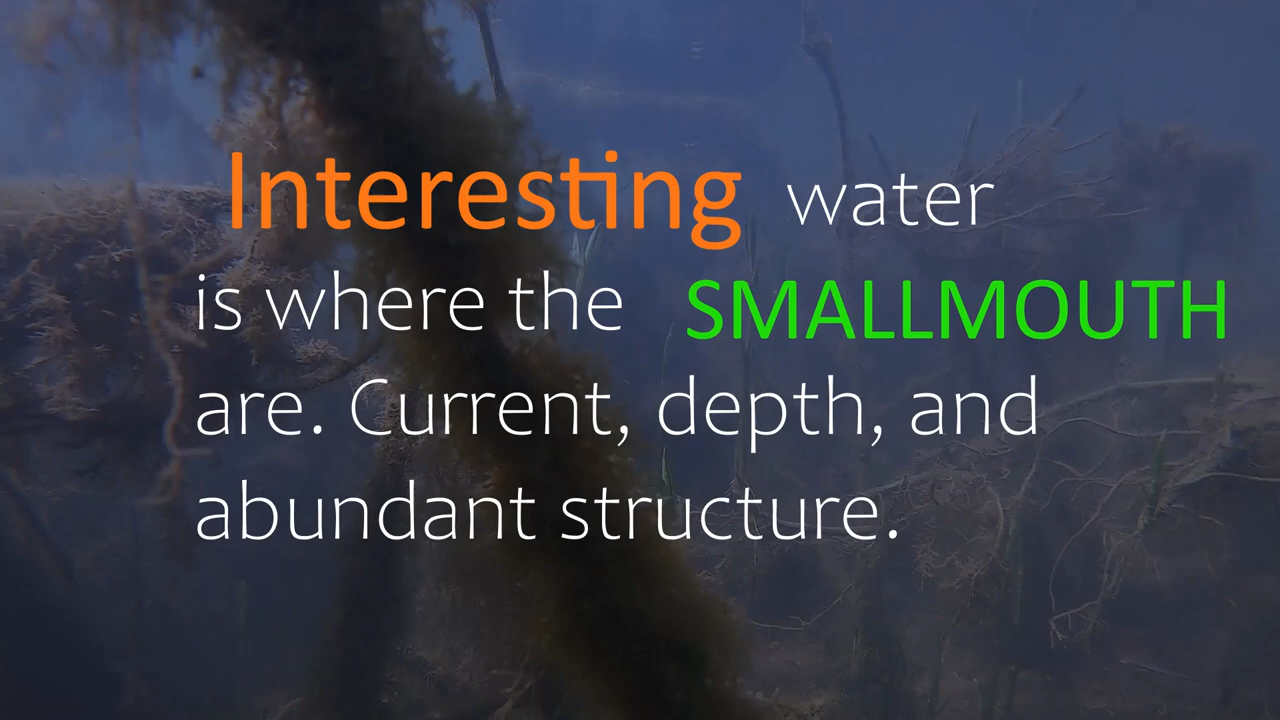 Interesting water
is where the SMALLMOUTH
are. Current, depth, and
abundant structure.